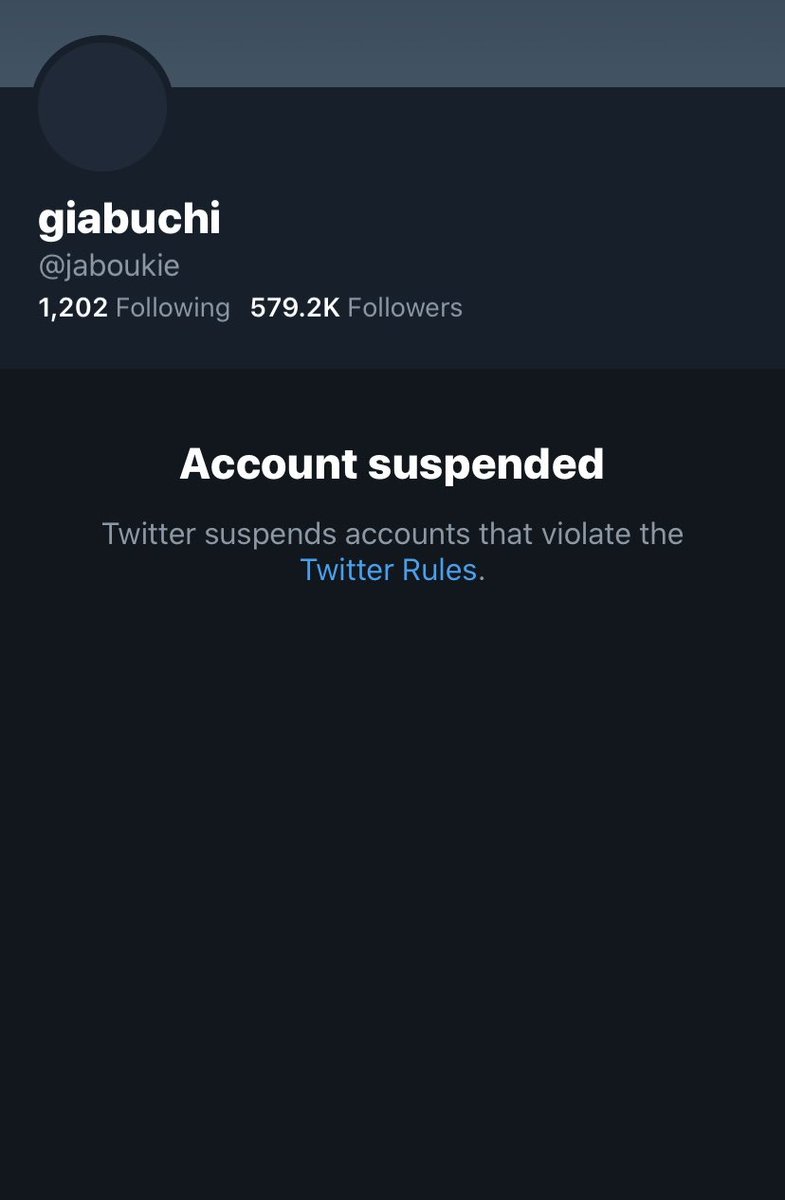 giabuchi
@jaboukie
1,202 Following 579.2K Followers
Account suspended
Twitter suspends accounts that violate the
Twitter Rules.